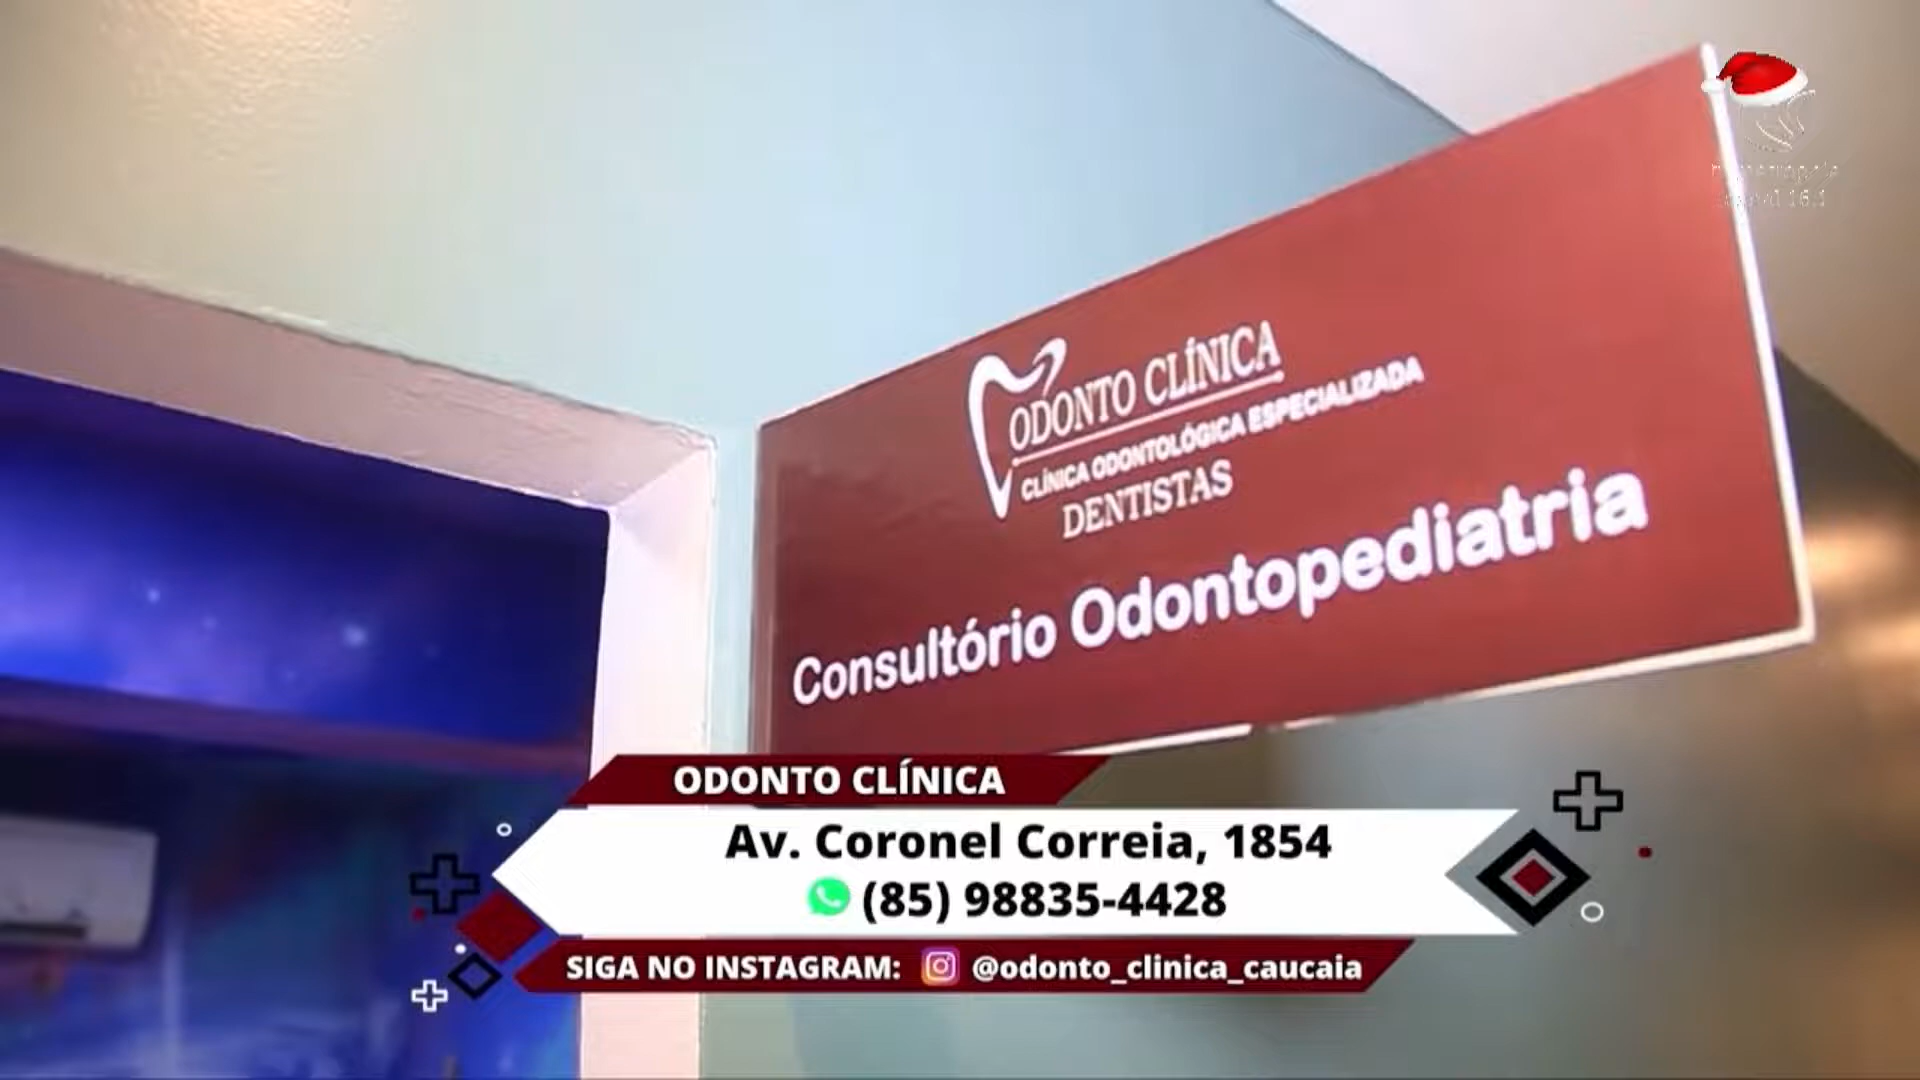 ODONTO CLÍNICA
CLÍNICA ODONTOLÓGICA ESPECIALIZADA
DENTISTAS
Consultório Odontopediatria
ODONTO CLÍNICA
Av. Coronel Correia, 1854
(85) 98835-4428
SIGA NO INSTAGRAM: @odonto_clinica_caucaia